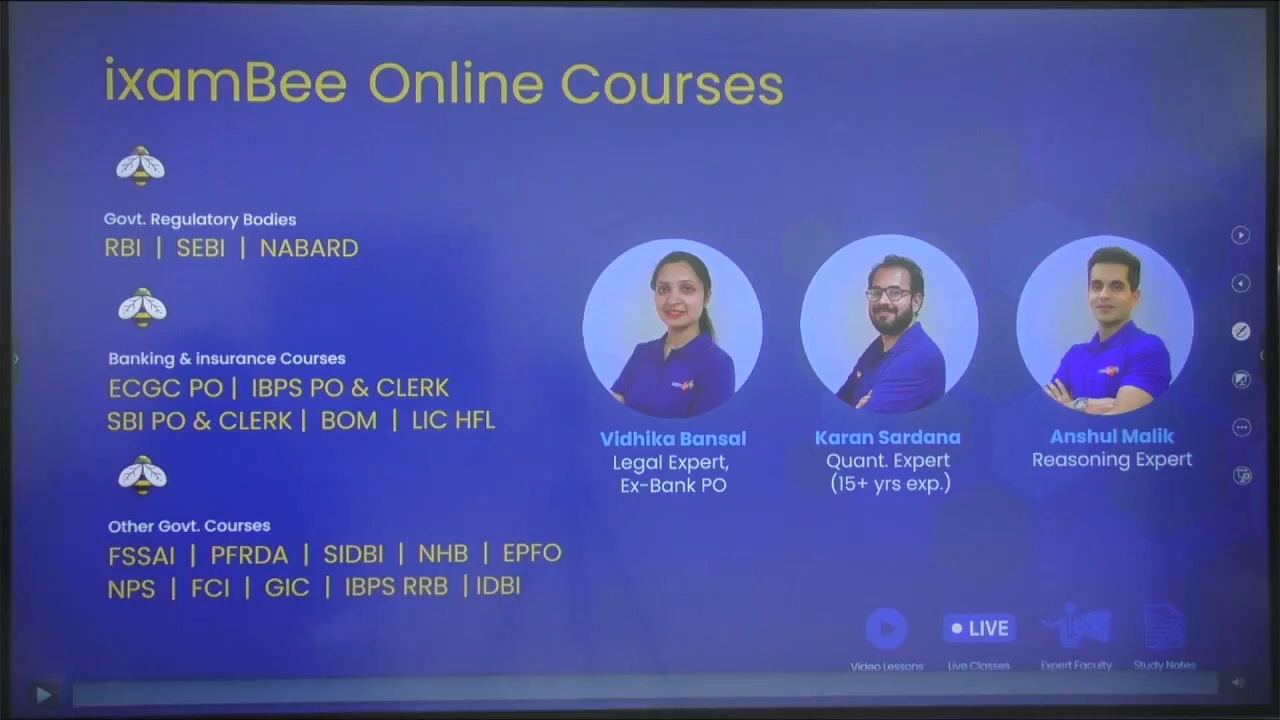 ixamBee Online Courses
Govt. Regulatory Bodies
RBI | SEBI | NABARD
Banking & insurance Courses
ECGC PO | IBPS PO & CLERK
SBI PO & CLERK | BOM | LIC HFL
Other Govt. Courses
FSSAI | PFRDA | SIDBI | NHB | EPFO
NPS | FCI | GIC | IBPS RRB | IDBI
Vidhika Bansal
Legal Expert,
Ex-Bank PO
Karan Sardana
Quant. Expert
(15+ yrs exp.)
Anshul Malik
Reasoning Expert
LIVE
Video Lessons
Live Classes
Expert Faculty
Study Notes